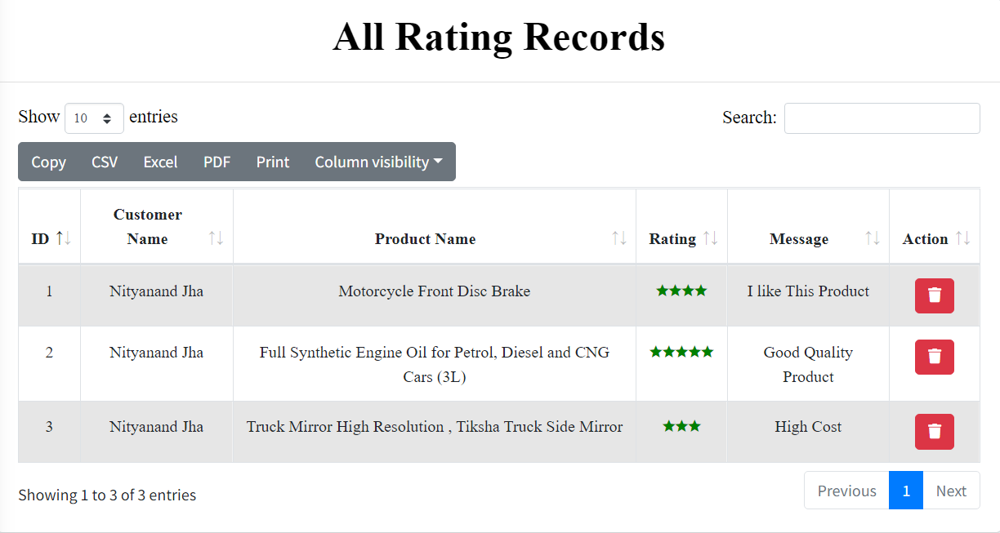 All Rating Records
Show 10 entries
Search:
Copy CSV Excel PDF Print Column visibility
Customer
ID Name Product Name Rating Message Action
1 Nityanand Jha Motorcycle Front Disc Brake ★★★★ I like This Product
2 Nityanand Jha Full Synthetic Engine Oil for Petrol, Diesel and CNG ★★★★★ Good Quality
Cars (3L) Product
3 Nityanand Jha Truck Mirror High Resolution , Tiksha Truck Side Mirror ★★★ High Cost
Showing 1 to 3 of 3 entries
Previous 1 Next